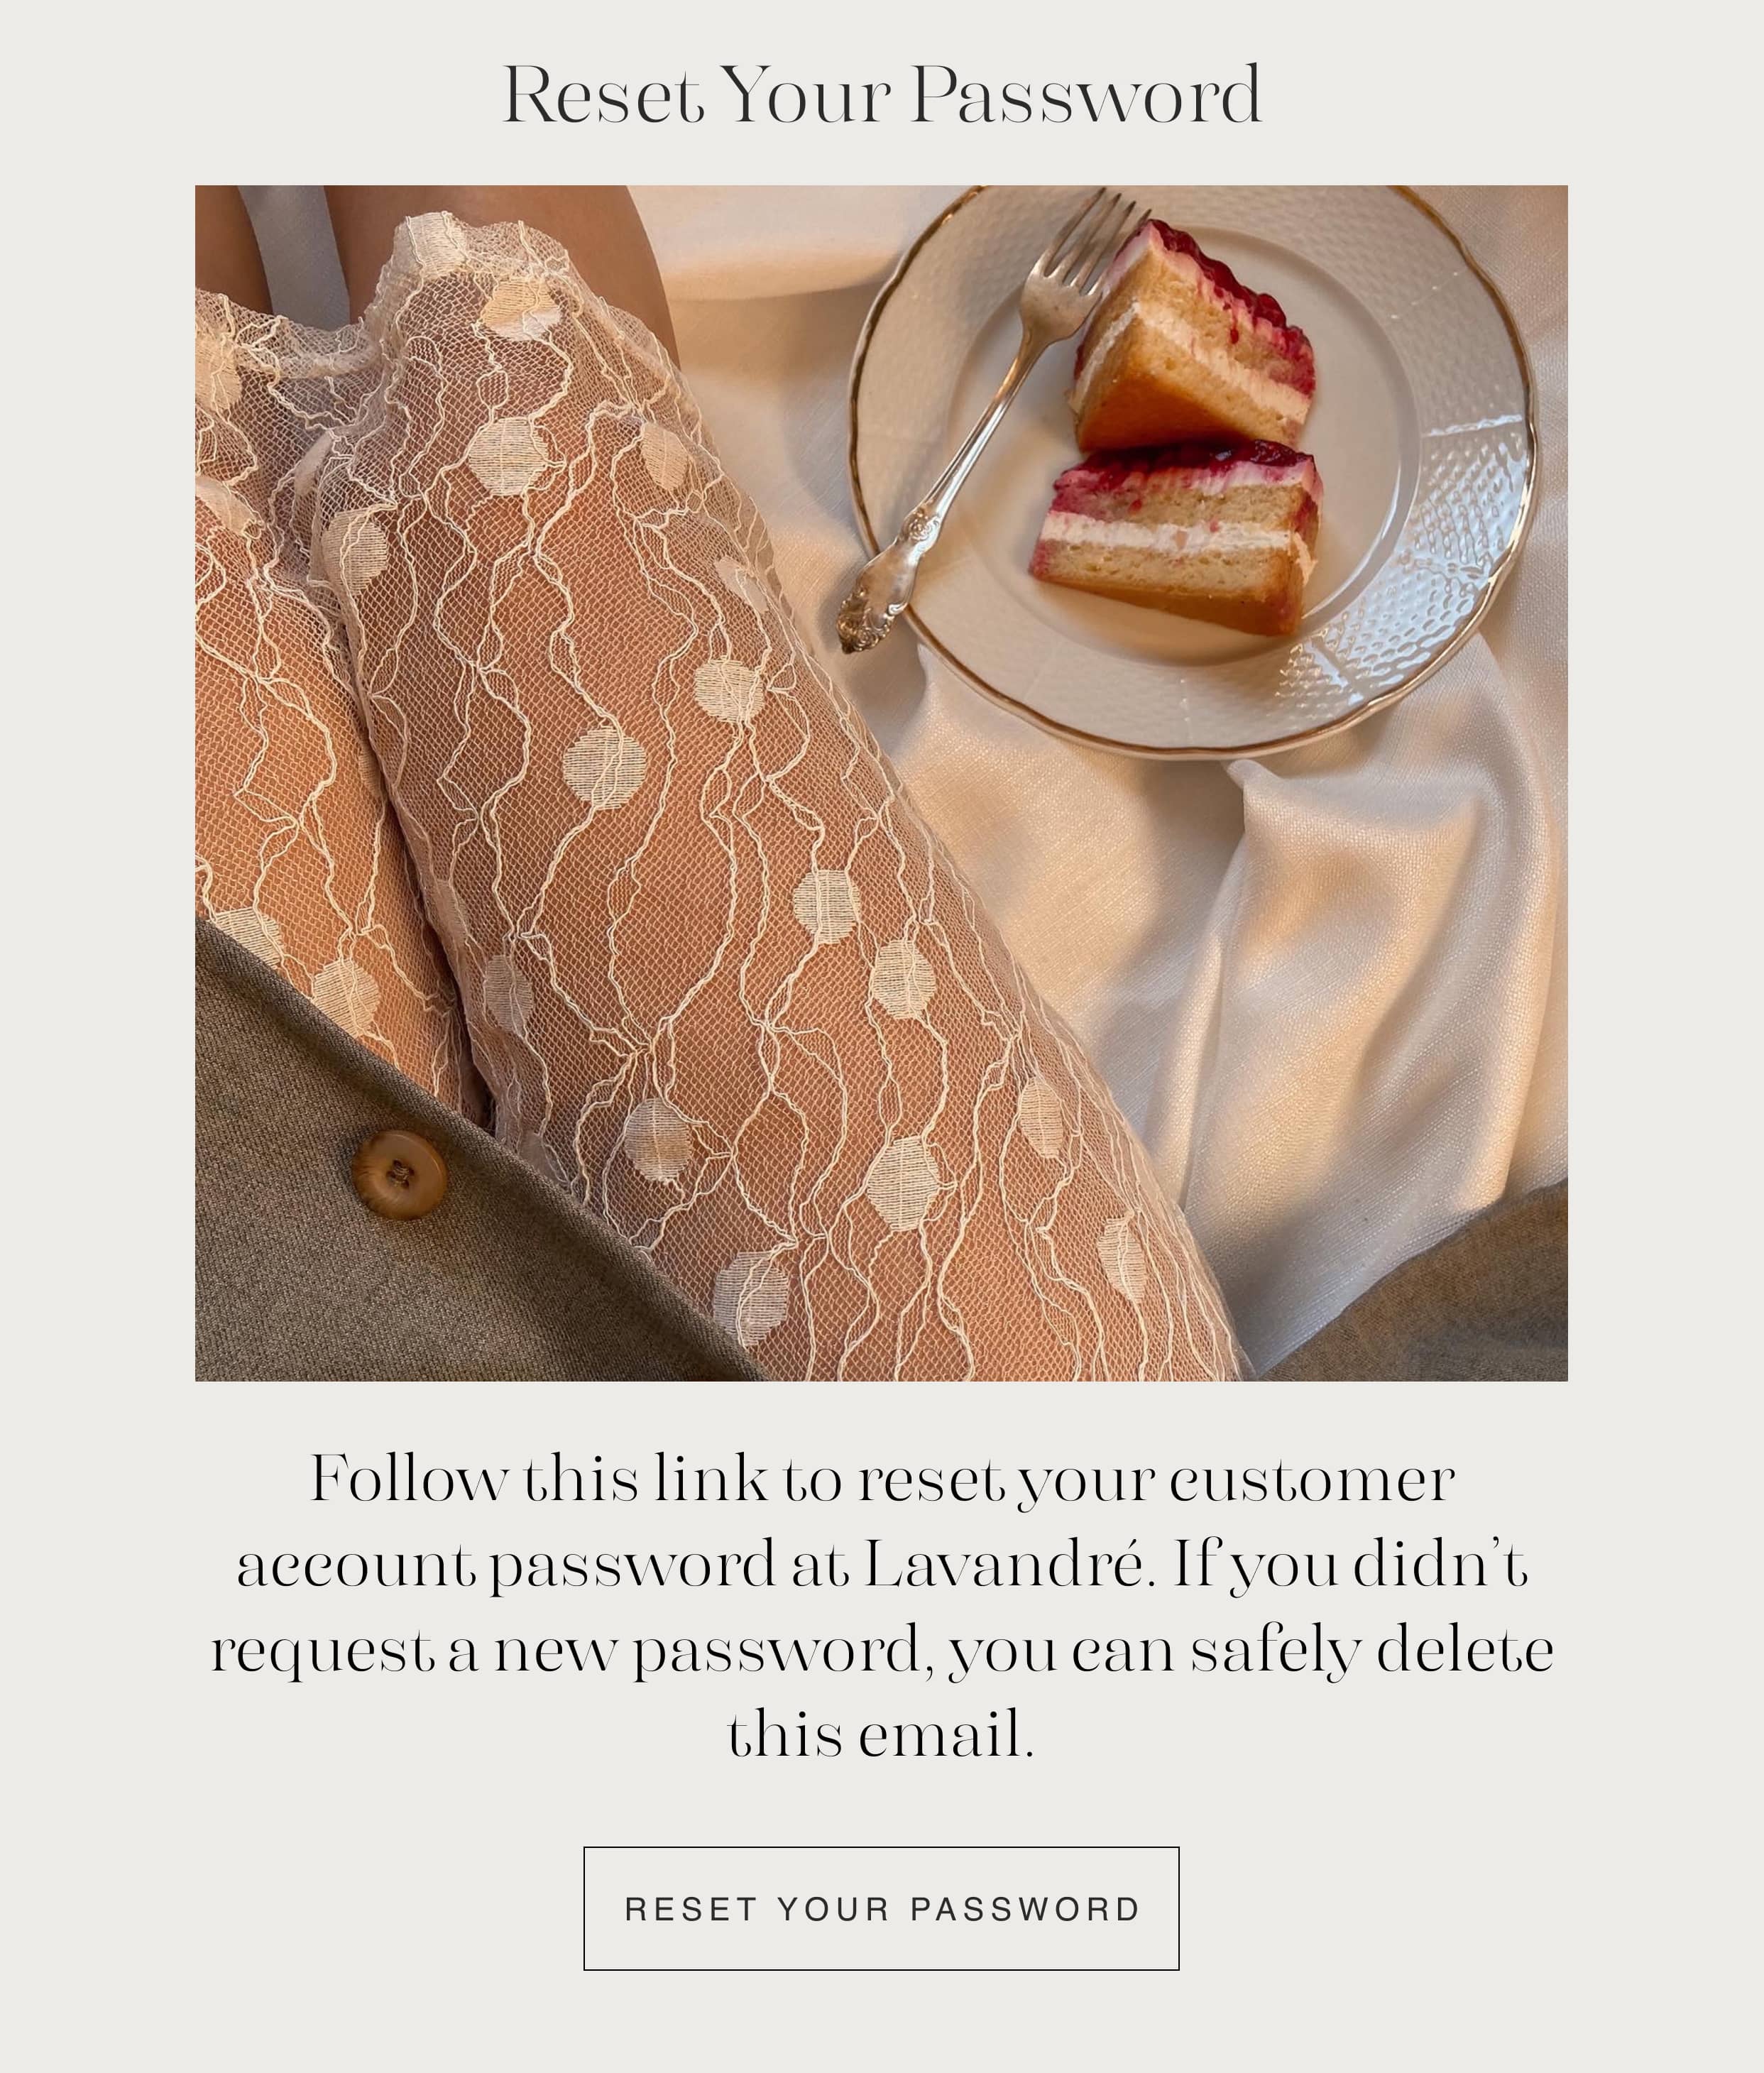 Reset Your Password
Follow this link to reset your customer
account password at Lavandré. If you didn’t
request a new password, you can safely delete
this email.
RESET YOUR PASSWORD